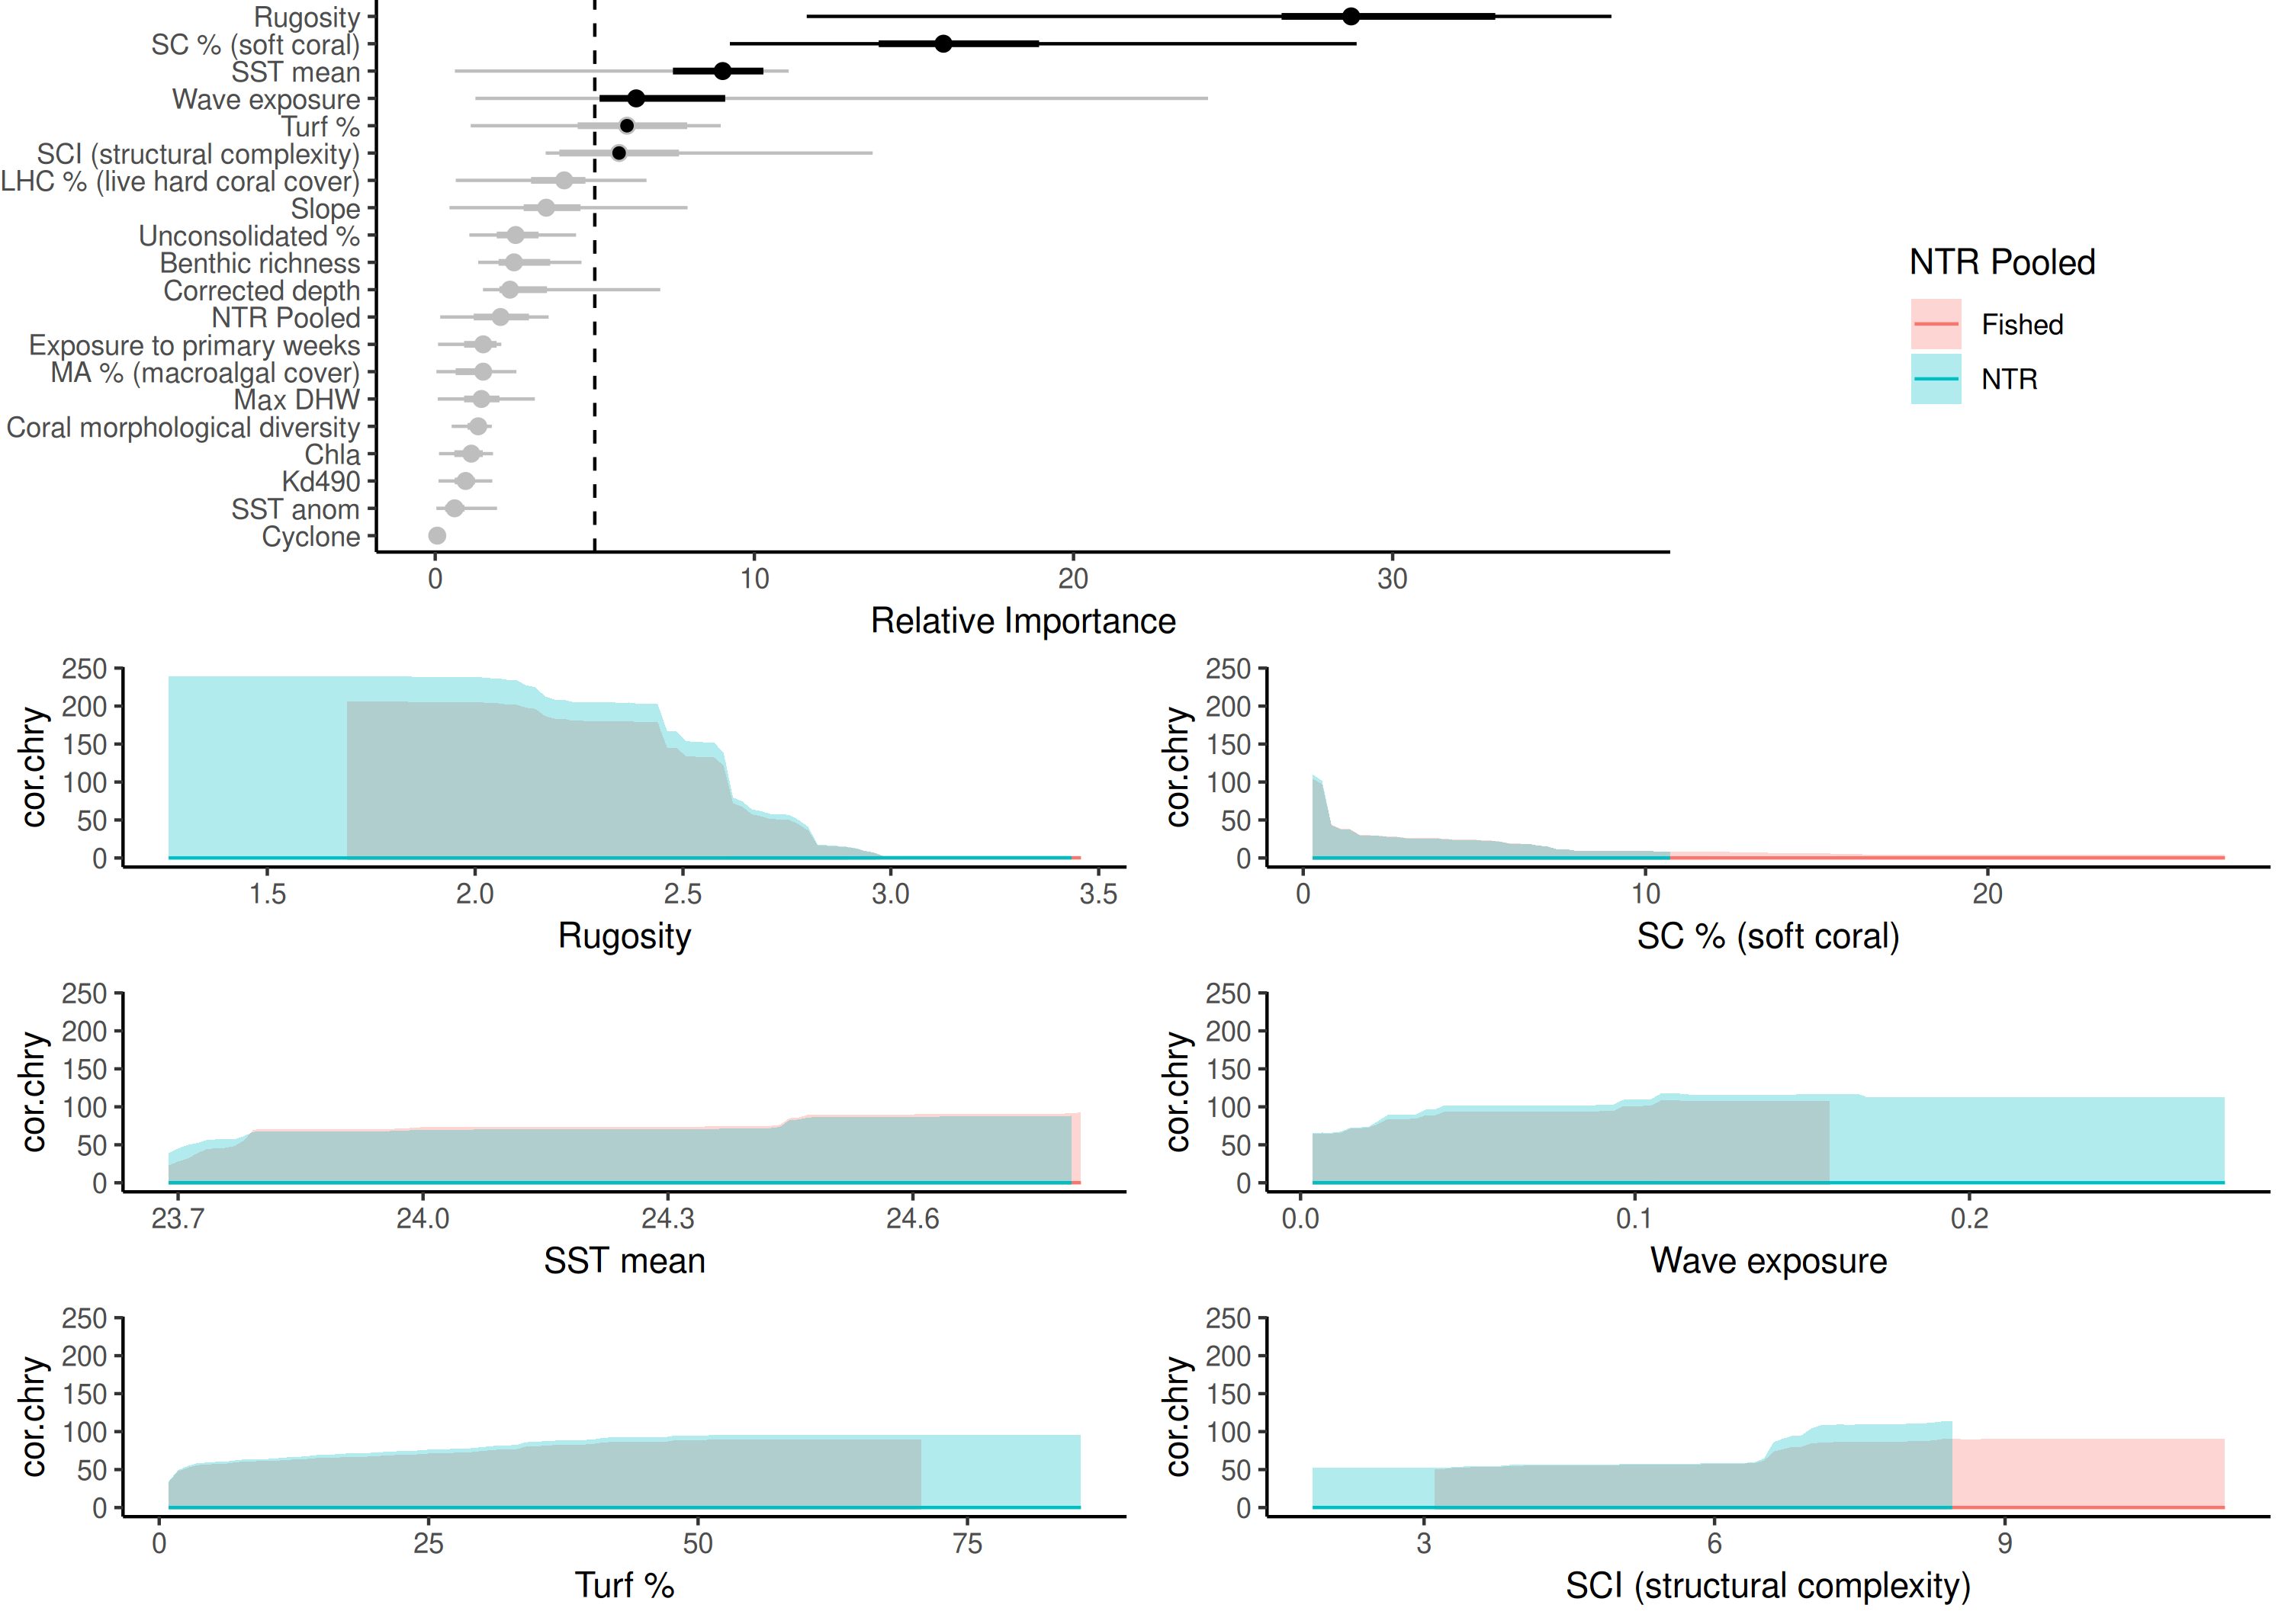 Rugosity
SC % (soft coral)
SST mean
Wave exposure
Turf %
SCI (structural complexity)
LHC % (live hard coral cover)
Slope
Unconsolidated %
Benthic richness
Corrected depth
NTR Pooled
Exposure to primary weeks
MA % (macroalgal cover)
Max DHW
Coral morphological diversity
Chla
Kd490
SST anom
Cyclone
0 10 20 30
Relative Importance
NTR Pooled
Fished
NTR
cor.chry
250
200
150
100
50
0
1.5 2.0 2.5 3.0 3.5
Rugosity
cor.chry
250
200
150
100
50
0
0 10 20
SC % (soft coral)
cor.chry
250
200
150
100
50
0
23.7 24.0 24.3 24.6
SST mean
cor.chry
250
200
150
100
50
0
0.0 0.1 0.2
Wave exposure
cor.chry
250
200
150
100
50
0
0 25 50 75
Turf %
cor.chry
250
200
150
100
50
0
3 6 9
SCI (structural complexity)